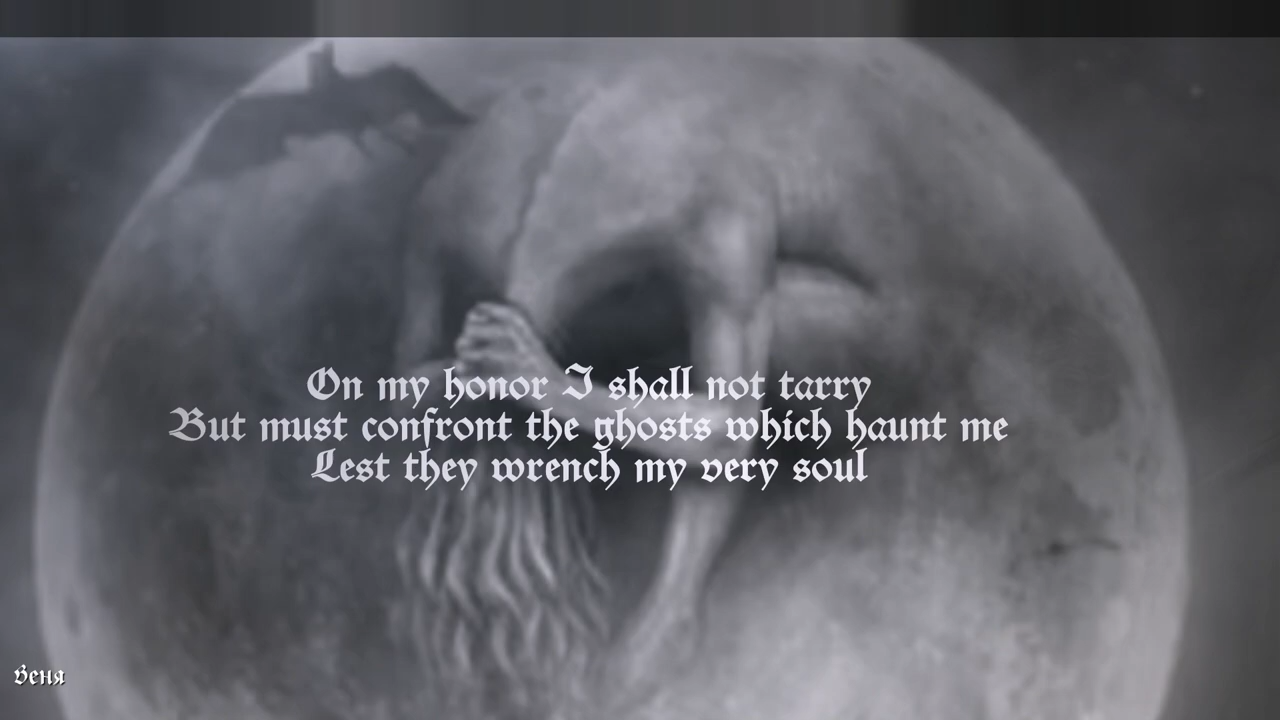 On my honor I shall not tarry
But must confront the ghosts which haunt me
Lest they wrench my very soul
Веня